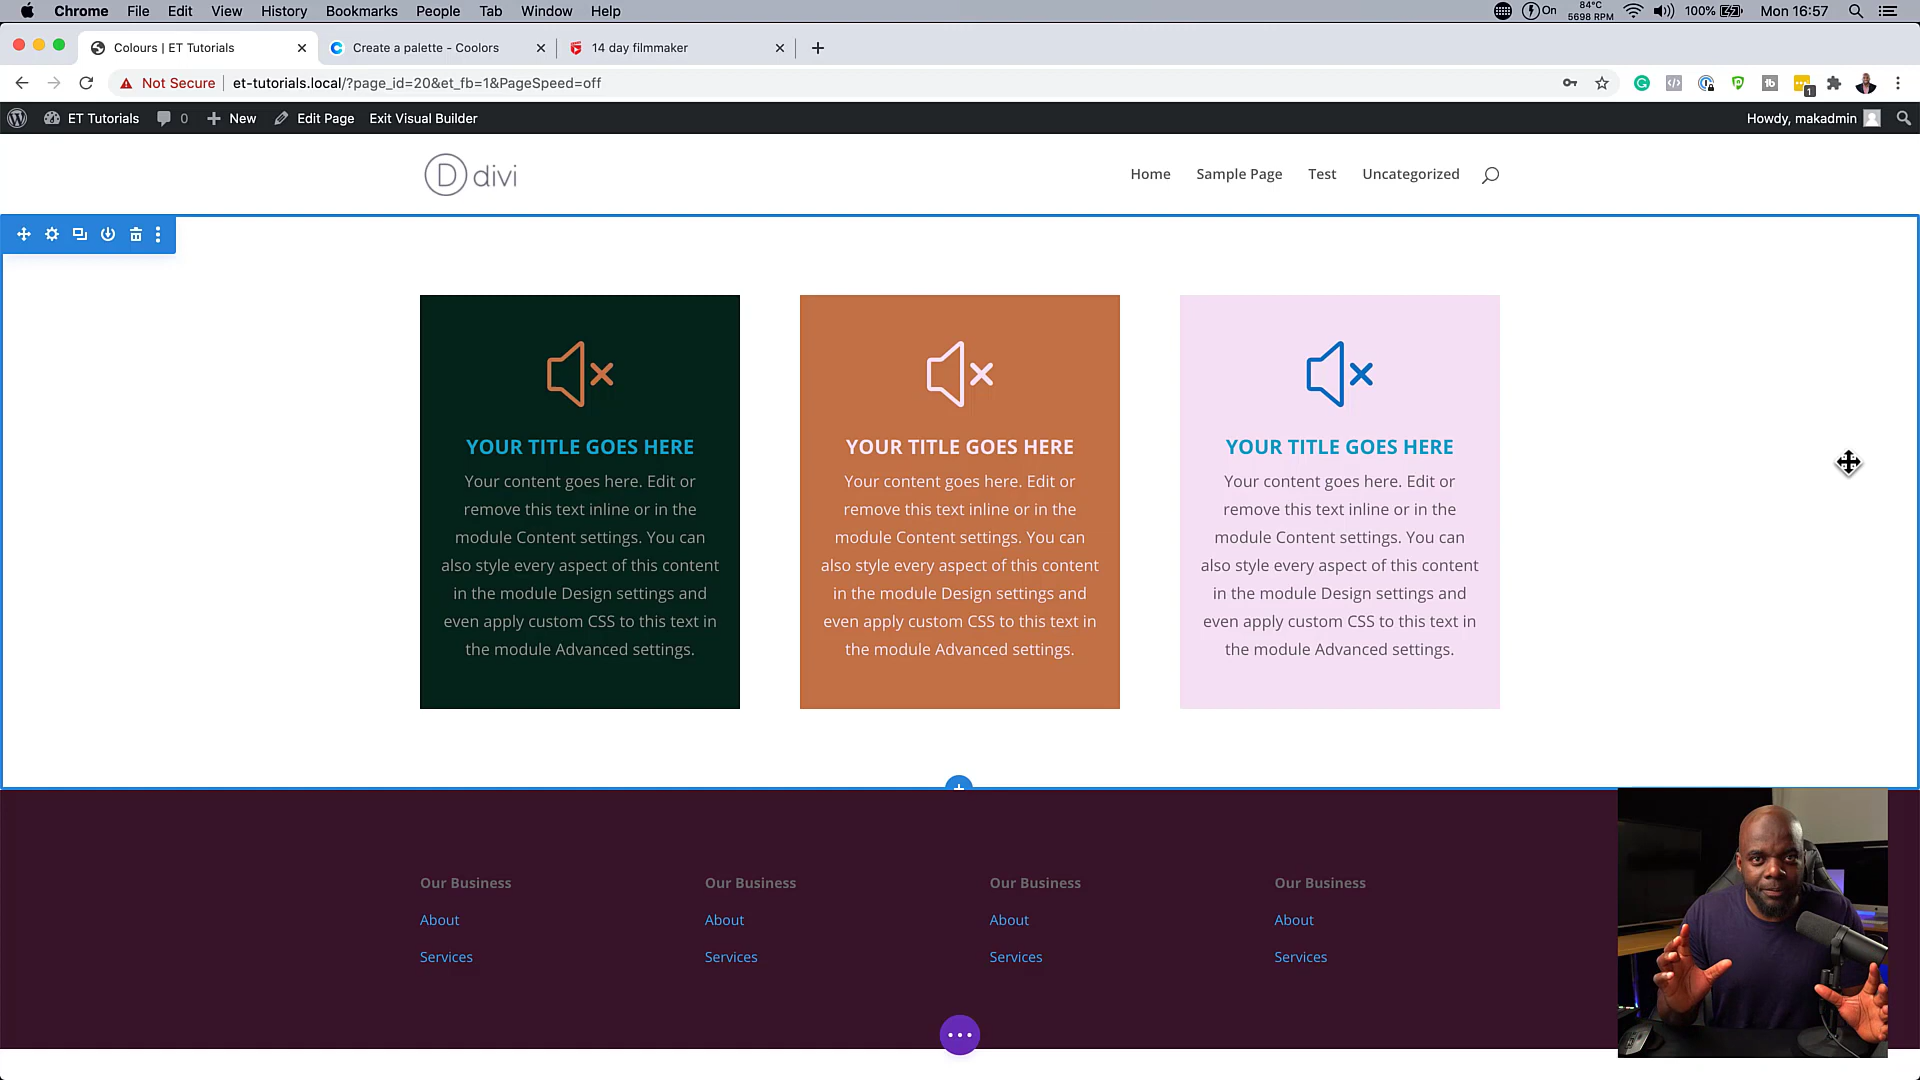 Chrome File Edit View History Bookmarks People Tab Window Help On 84°C 5698 RPM 100% Mon 16:57
Colours | ET Tutorials Create a palette - Coolors 14 day filmmaker
Not Secure et-tutorials.local/?page_id=20&et_fb=1&PageSpeed=off 1
ET Tutorials 0 New Edit Page Exit Visual Builder Howdy, makadmin
D divi Home Sample Page Test Uncategorized
YOUR TITLE GOES HERE
Your content goes here. Edit or
remove this text inline or in the
module Content settings. You can
also style every aspect of this content
in the module Design settings and
even apply custom CSS to this text in
the module Advanced settings.
YOUR TITLE GOES HERE
Your content goes here. Edit or
remove this text inline or in the
module Content settings. You can
also style every aspect of this content
in the module Design settings and
even apply custom CSS to this text in
the module Advanced settings.
YOUR TITLE GOES HERE
Your content goes here. Edit or
remove this text inline or in the
module Content settings. You can
also style every aspect of this content
in the module Design settings and
even apply custom CSS to this text in
the module Advanced settings.
Our Business Our Business Our Business Our Business
About About About About
Services Services Services Services